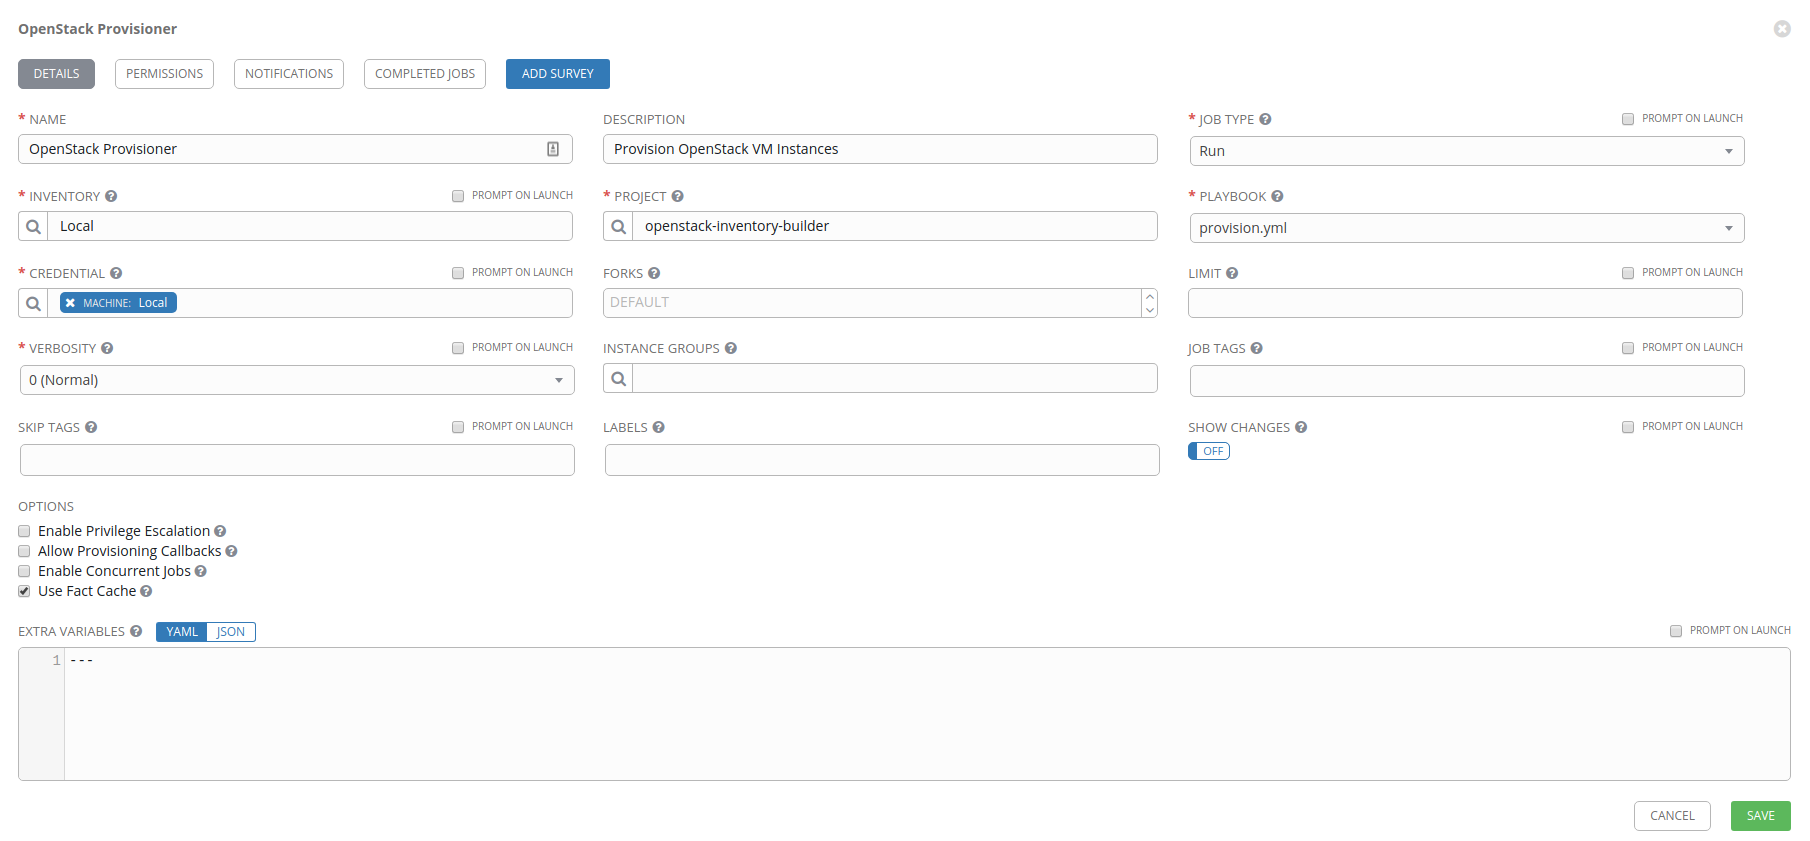 OpenStack Provisioner
DETAILS PERMISSIONS NOTIFICATIONS COMPLETED JOBS ADD SURVEY
* NAME
OpenStack Provisioner
DESCRIPTION
Provision OpenStack VM Instances
* JOB TYPE ? PROMPT ON LAUNCH
Run
* INVENTORY ? PROMPT ON LAUNCH
Local
* PROJECT ?
openstack-inventory-builder
* PLAYBOOK ?
provision.yml
* CREDENTIAL ? PROMPT ON LAUNCH
MACHINE: Local
FORKS ?
DEFAULT
LIMIT ? PROMPT ON LAUNCH
* VERBOSITY ? PROMPT ON LAUNCH
0 (Normal)
INSTANCE GROUPS ?
JOB TAGS ? PROMPT ON LAUNCH
SKIP TAGS ? PROMPT ON LAUNCH
LABELS ?
SHOW CHANGES ? PROMPT ON LAUNCH
OFF
OPTIONS
Enable Privilege Escalation ?
Allow Provisioning Callbacks ?
Enable Concurrent Jobs ?
Use Fact Cache ?
EXTRA VARIABLES ? YAML JSON PROMPT ON LAUNCH
1 ---
CANCEL SAVE